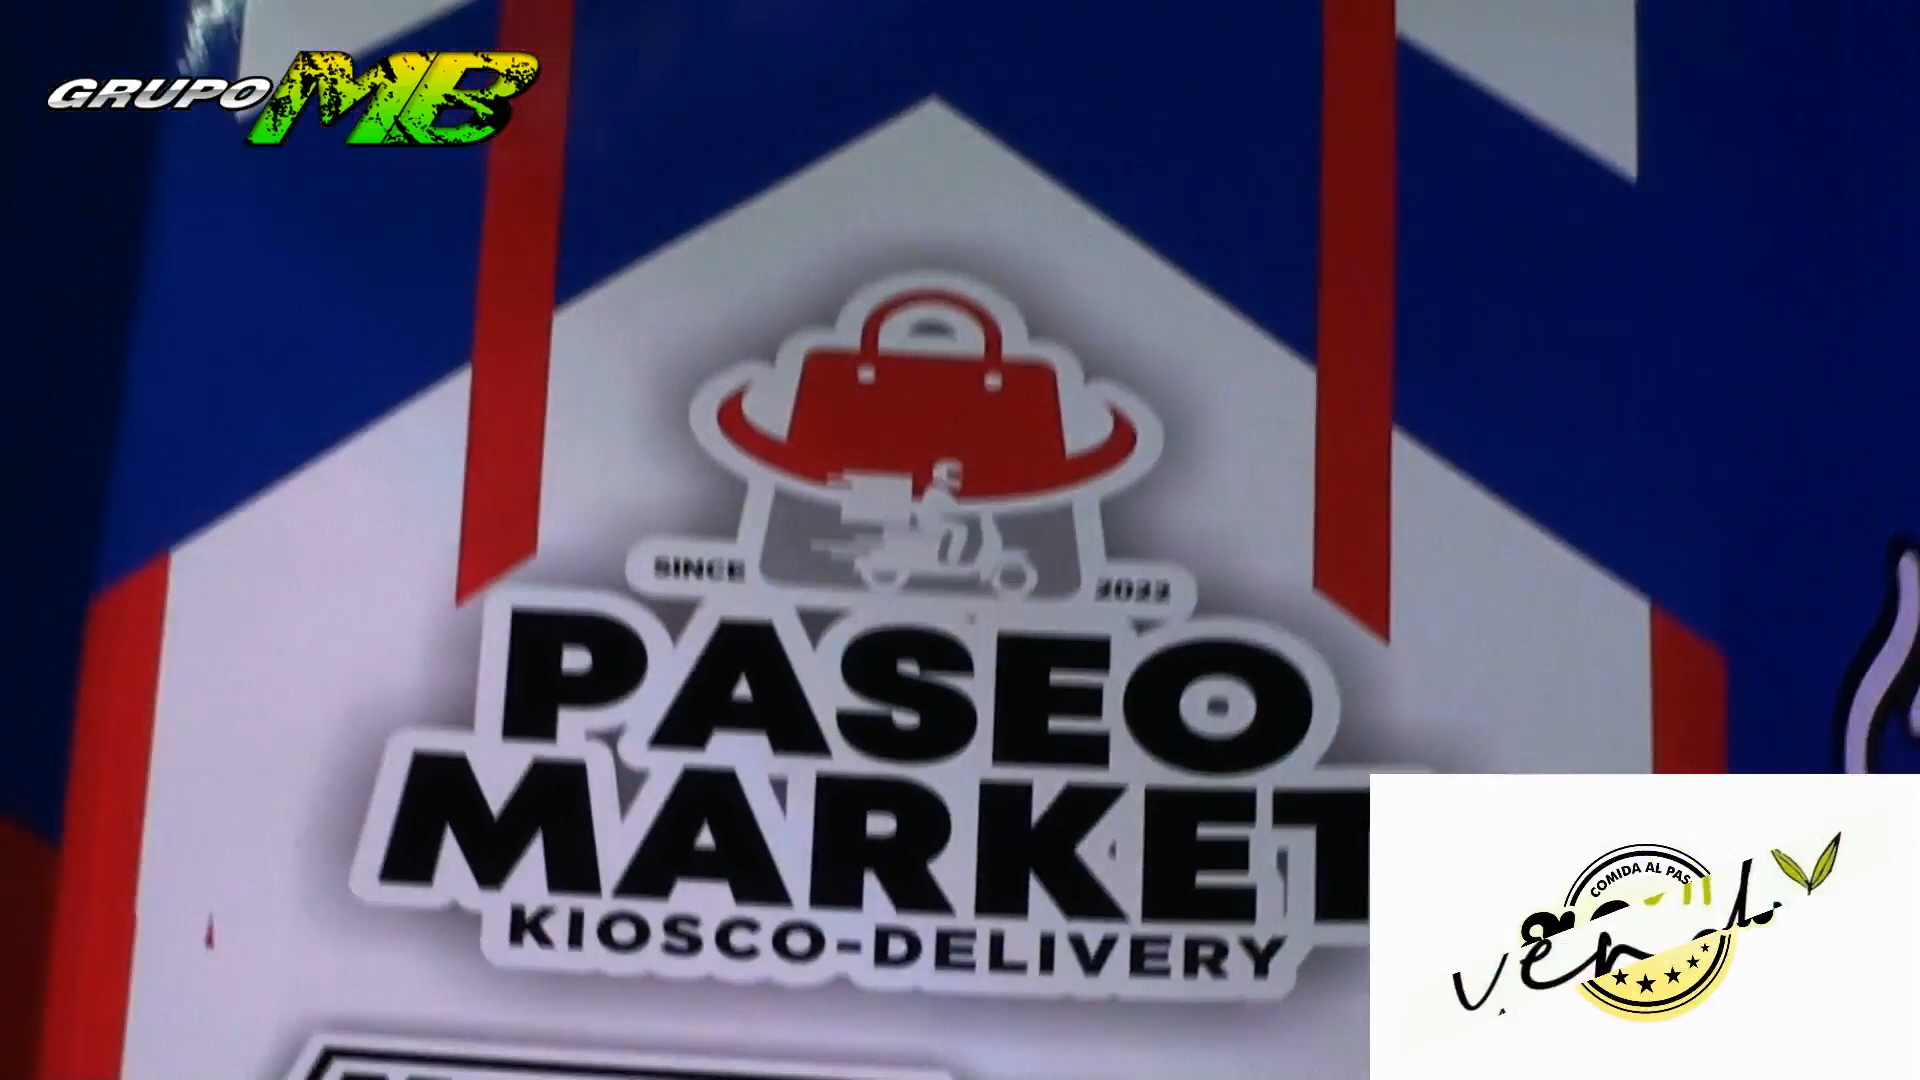 GRUPO MB
SINCE 2022
PASEO
MARKET
KIOSCO-DELIVERY
COMIDA AL PAS